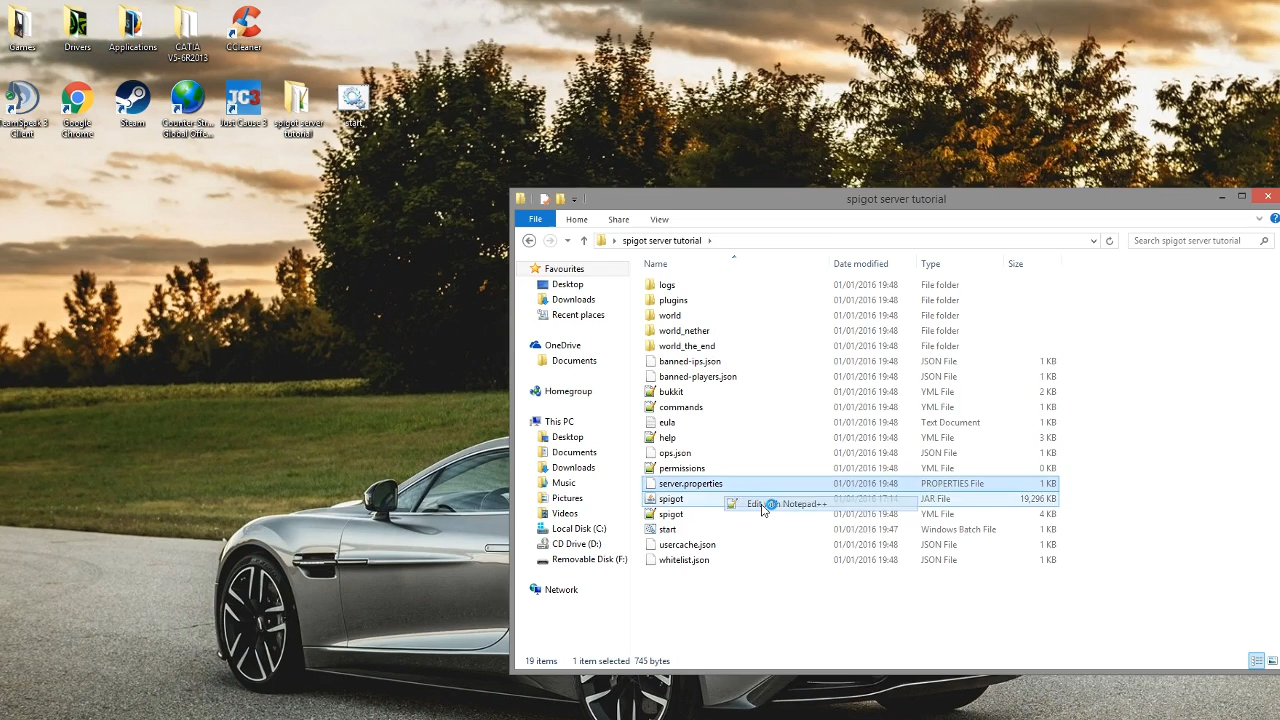 Games
Drivers
Applications
CATIA
V5-6R2013
CCleaner
TeamSpeak 3
Client
Google
Chrome
Steam
Counter-Str...
Global Offe...
Just Cause 3
JC3
spigot server
tutorial
start
spigot server tutorial
File Home Share View
spigot server tutorial
Search spigot server tutorial
Name Date modified Type Size
Favourites
Desktop
Downloads
Recent places
OneDrive
Documents
Homegroup
This PC
Desktop
Documents
Downloads
Music
Pictures
Videos
Local Disk (C:)
CD Drive (D:)
Removable Disk (F:)
Network
logs 01/01/2016 19:48 File folder
plugins 01/01/2016 19:48 File folder
world 01/01/2016 19:48 File folder
world_nether 01/01/2016 19:48 File folder
world_the_end 01/01/2016 19:48 File folder
banned-ips.json 01/01/2016 19:48 JSON File 1 KB
banned-players.json 01/01/2016 19:48 JSON File 1 KB
bukkit 01/01/2016 19:48 YML File 2 KB
commands 01/01/2016 19:48 YML File 1 KB
eula 01/01/2016 19:48 Text Document 1 KB
help 01/01/2016 19:48 YML File 3 KB
ops.json 01/01/2016 19:48 JSON File 1 KB
permissions 01/01/2016 19:48 YML File 0 KB
server.properties 01/01/2016 19:48 PROPERTIES File 1 KB
spigot JAR File 19,296 KB
Notepad++
spigot 01/01/2016 19:48 YML File 4 KB
start 01/01/2016 19:47 Windows Batch File 1 KB
usercache.json 01/01/2016 19:48 JSON File 1 KB
whitelist.json 01/01/2016 19:48 JSON File 1 KB
19 items 1 item selected 745 bytes